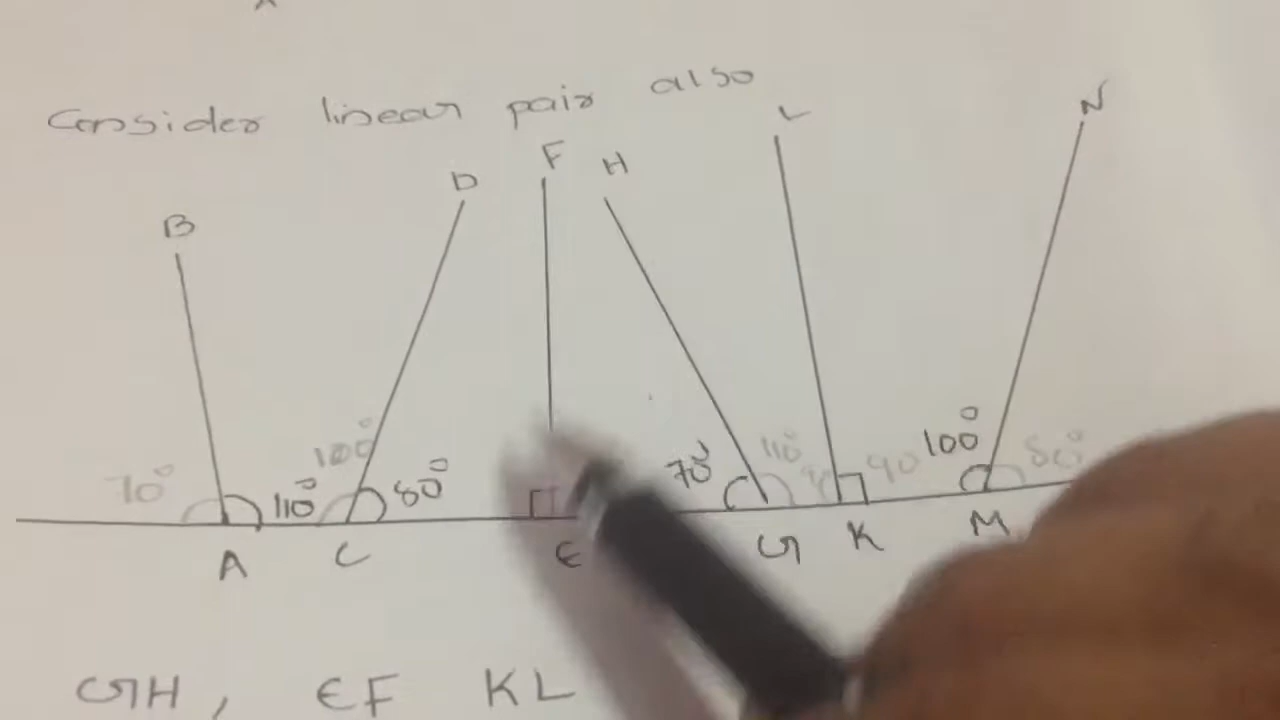 Consider linear pair also
B D F H L N
70° 110° 100° 80° 70° 110° 90 100° 80°
A C E G K M
GH , EF KL